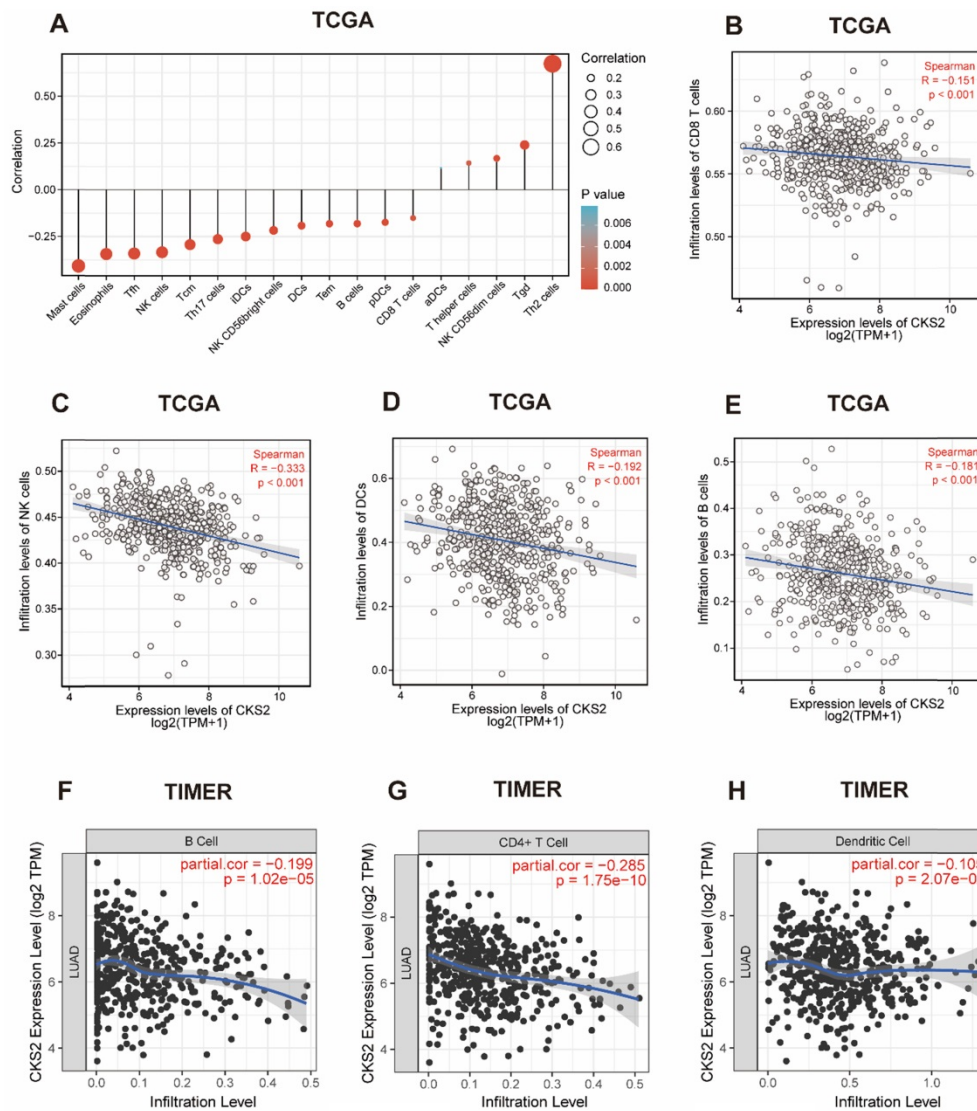 A
TCGA
Correlation
0.50
0.25
0.00
−0.25
Mast cells
Eosinophils
Tfh
NK cells
Tcm
Th17 cells
iDCs
NK CD56bright cells
DCs
Tem
B cells
pDCs
CD8 T cells
aDCs
T helper cells
NK CD56dim cells
Tgd
Th2 cells
Correlation
0.2
0.3
0.4
0.5
0.6
P value
0.006
0.004
0.002
0.000
B
TCGA
Spearman
R = −0.151
p < 0.001
Infiltration levels of CD8 T cells
0.60
0.55
0.50
4 6 8 10
Expression levels of CKS2
log2(TPM+1)
C
TCGA
Spearman
R = −0.333
p < 0.001
Infiltration levels of NK cells
0.50
0.45
0.40
0.35
0.30
4 6 8 10
Expression levels of CKS2
log2(TPM+1)
D
TCGA
Spearman
R = −0.192
p < 0.001
Infiltration levels of DCs
0.6
0.4
0.2
0.0
4 6 8 10
Expression levels of CKS2
log2(TPM+1)
E
TCGA
Spearman
R = −0.181
p < 0.001
Infiltration levels of B cells
0.5
0.4
0.3
0.2
0.1
4 6 8 10
Expression levels of CKS2
log2(TPM+1)
F
TIMER
B Cell
partial.cor = −0.199
p = 1.02e−05
CKS2 Expression Level (log2 TPM)
LUAD
8
6
4
0.0 0.1 0.2 0.3 0.4 0.5
Infiltration Level
G
TIMER
CD4+ T Cell
partial.cor = −0.285
p = 1.75e−10
CKS2 Expression Level (log2 TPM)
LUAD
8
6
4
0.0 0.1 0.2 0.3 0.4 0.5
Infiltration Level
H
TIMER
Dendritic Cell
partial.cor = −0.10
p = 2.07e−0
CKS2 Expression Level (log2 TPM)
LUAD
8
6
4
0.0 0.5 1.0
Infiltration Level